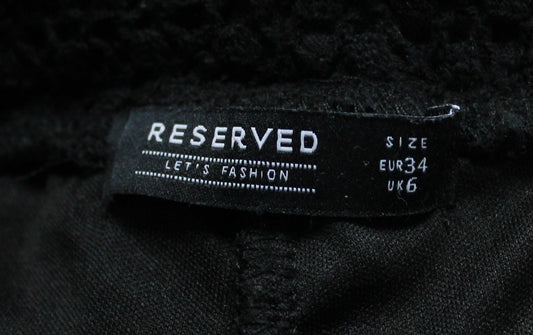 RESERVED
LET'S FASHION
SIZE
EUR34
UK6